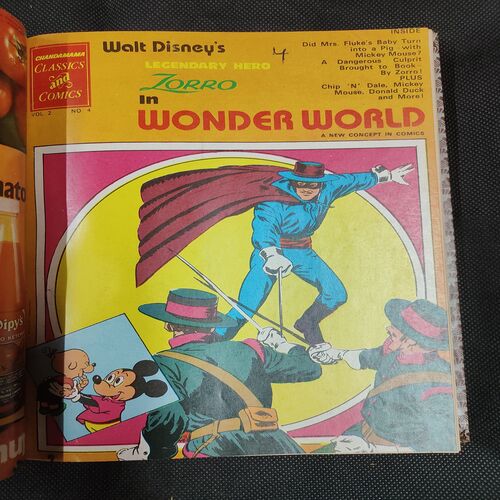 CHANDAMAMA
CLASSICS
and
COMICS
VOL 2 NO 4
Walt Disney's
4
LEGENDARY HERO
ZORRO
in
WONDER WORLD
A NEW CONCEPT IN COMICS
INSIDE
Did Mrs. Fluke's Baby Turn
into a Pig with
Mickey Mouse?
A Dangerous Culprit
Brought to Book
By Zorro!
PLUS
Chip 'N' Dale, Mickey
Mouse, Donald Duck
and More!
Dipys